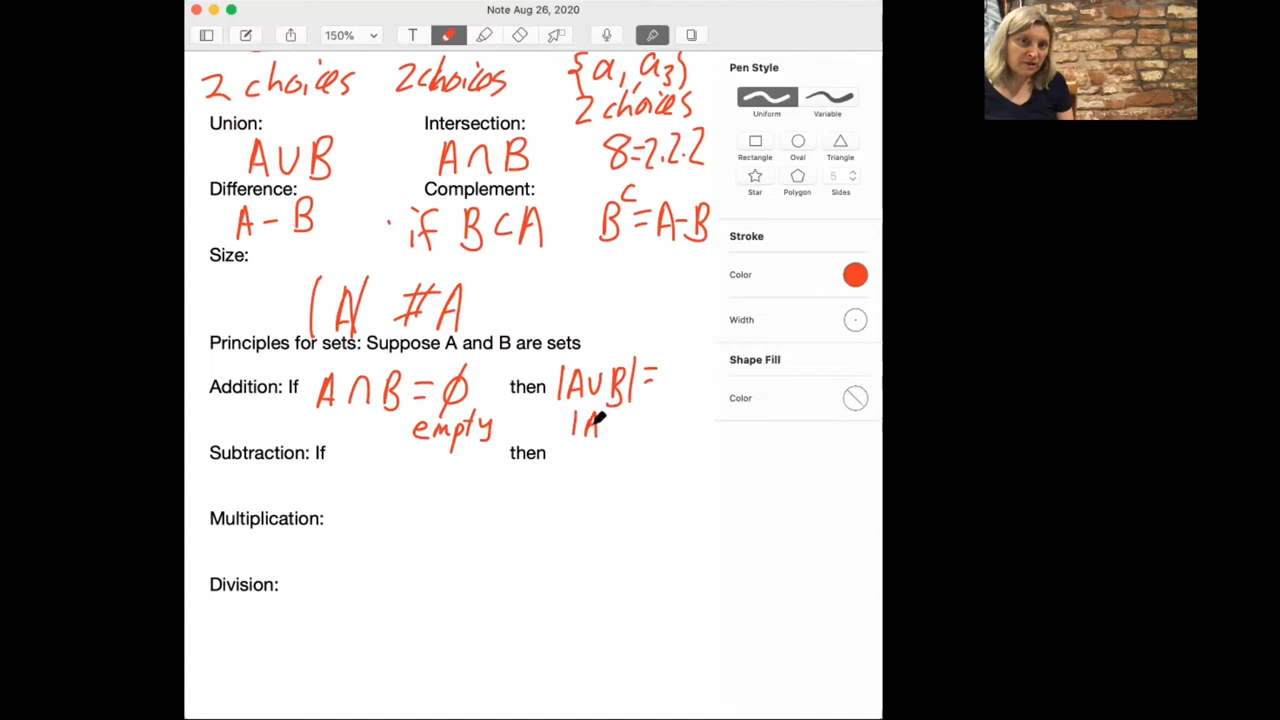 Note Aug 26, 2020
150%
T
2 choices 2 choices {a, a3}
2 choices
Union: Intersection:
A∪B A∩B 8=2.2.2
Difference: Complement:
A-B . if B⊂A B^c=A-B
Size:
|A| #A
Principles for sets: Suppose A and B are sets
Addition: If A∩B=∅ then |A∪B|=
empty |A
Subtraction: If then
Multiplication:
Division:
Pen Style
Uniform Variable
Rectangle Oval Triangle
5
Star Polygon Sides
Stroke
Color
Width
Shape Fill
Color